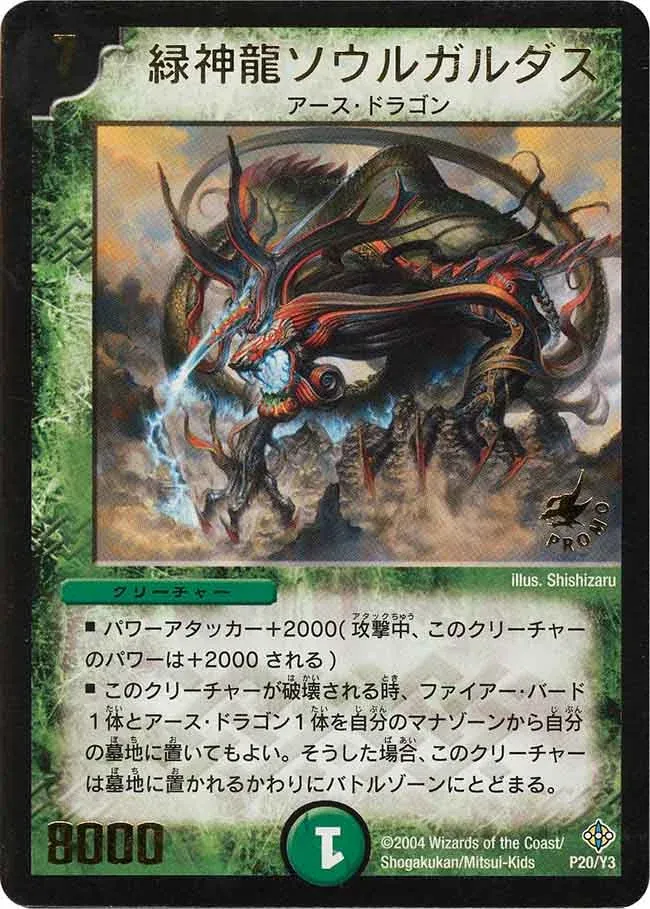 7
緑神龍ソウルガルダス
アース・ドラゴン
PROMO
illus. Shishizaru
クリーチャー
■ パワーアタッカー+2000(攻撃中、このクリーチャー
のパワーは+2000 される)
■ このクリーチャーが破壊される時、ファイアー・バード
1体とアース・ドラゴン1体を自分のマナゾーンから自分
の墓地に置いてもよい。そうした場合、このクリーチャー
は墓地に置かれるかわりにバトルゾーンにとどまる。
8000
1
©2004 Wizards of the Coast/
Shogakukan/Mitsui-Kids
P20/Y3